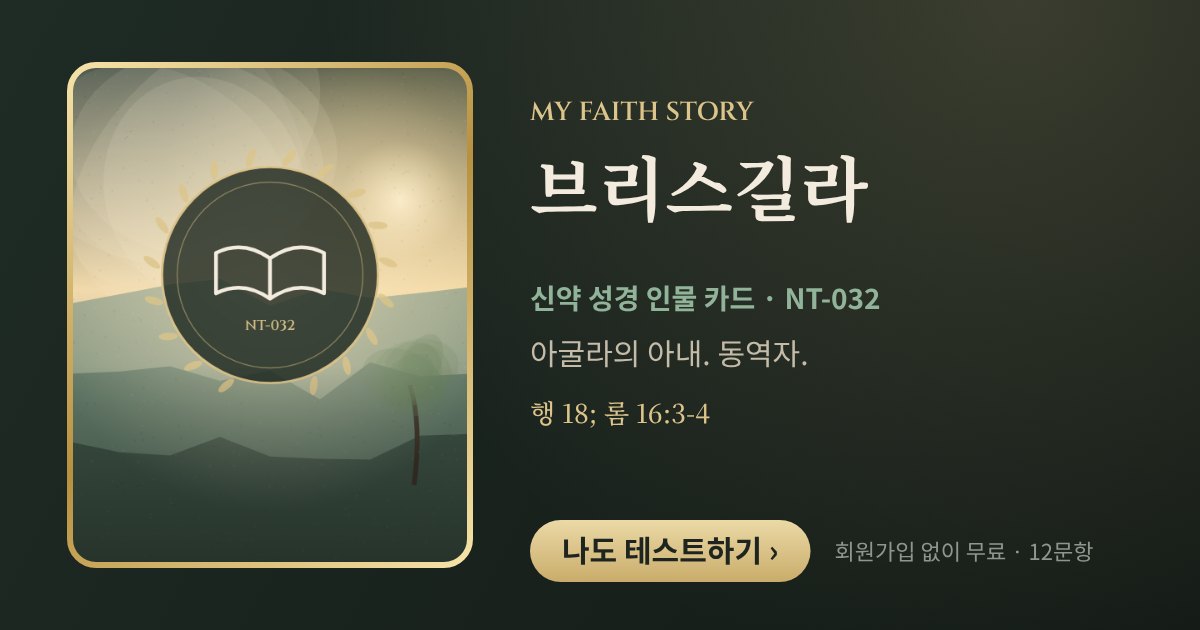 NT-032
MY FAITH STORY
브리스길라
신약 성경 인물 카드 · NT-032
아굴라의 아내. 동역자.
행 18; 롬 16:3-4
나도 테스트하기 ›
회원가입 없이 무료 · 12문항